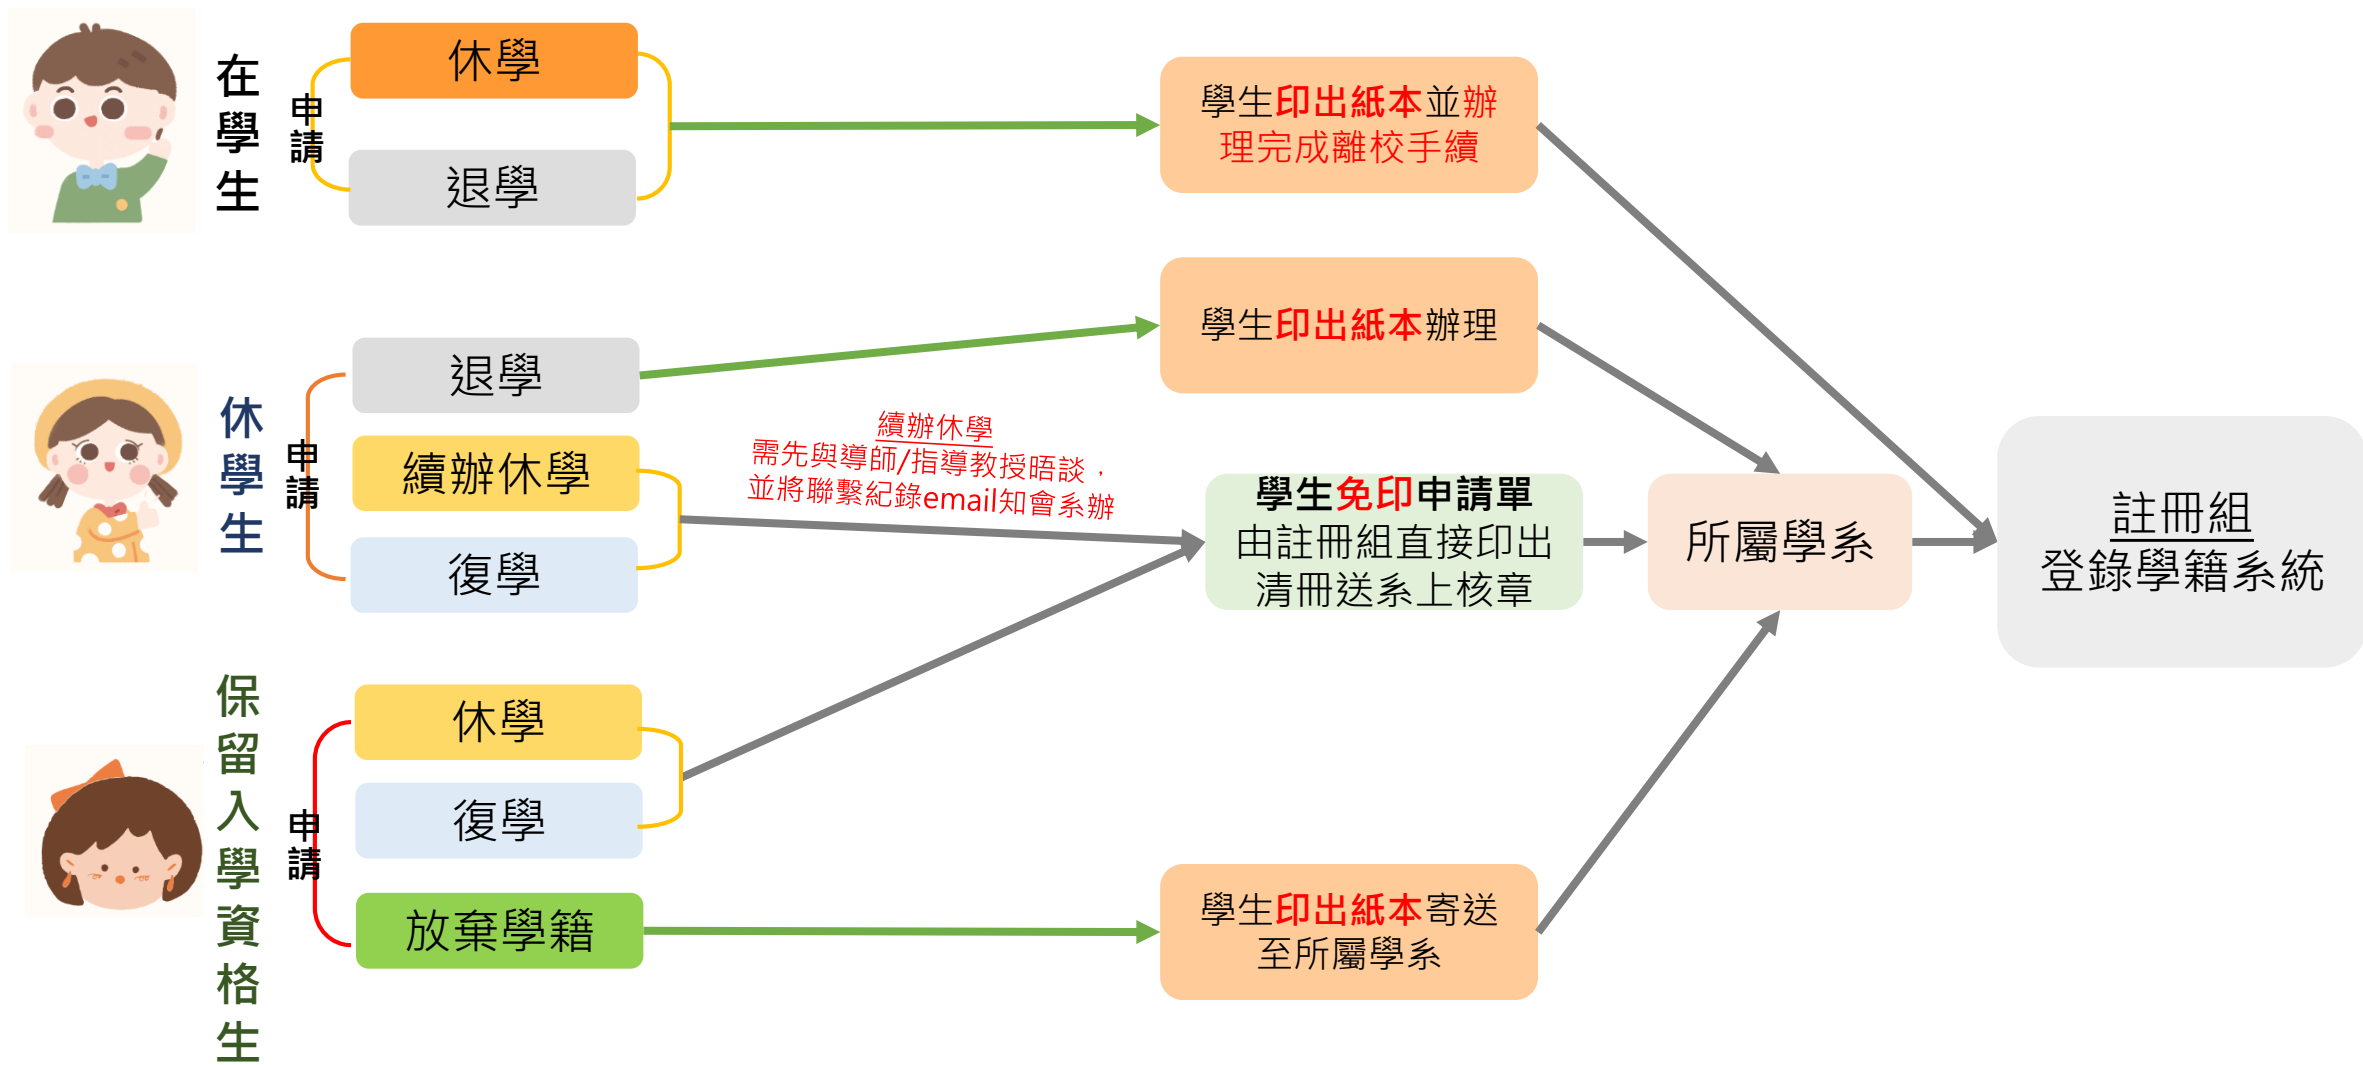 在學生
申請
休學
退學
學生印出紙本並辦
理完成離校手續
休學生
申請
退學
續辦休學
復學
學生印出紙本辦理
續辦休學
需先與導師/指導教授晤談，
並將聯繫紀錄email知會系辦
學生免印申請單
由註冊組直接印出
清冊送系上核章
所屬學系
註冊組
登錄學籍系統
保留入學資格生
申請
休學
復學
放棄學籍
學生印出紙本寄送
至所屬學系